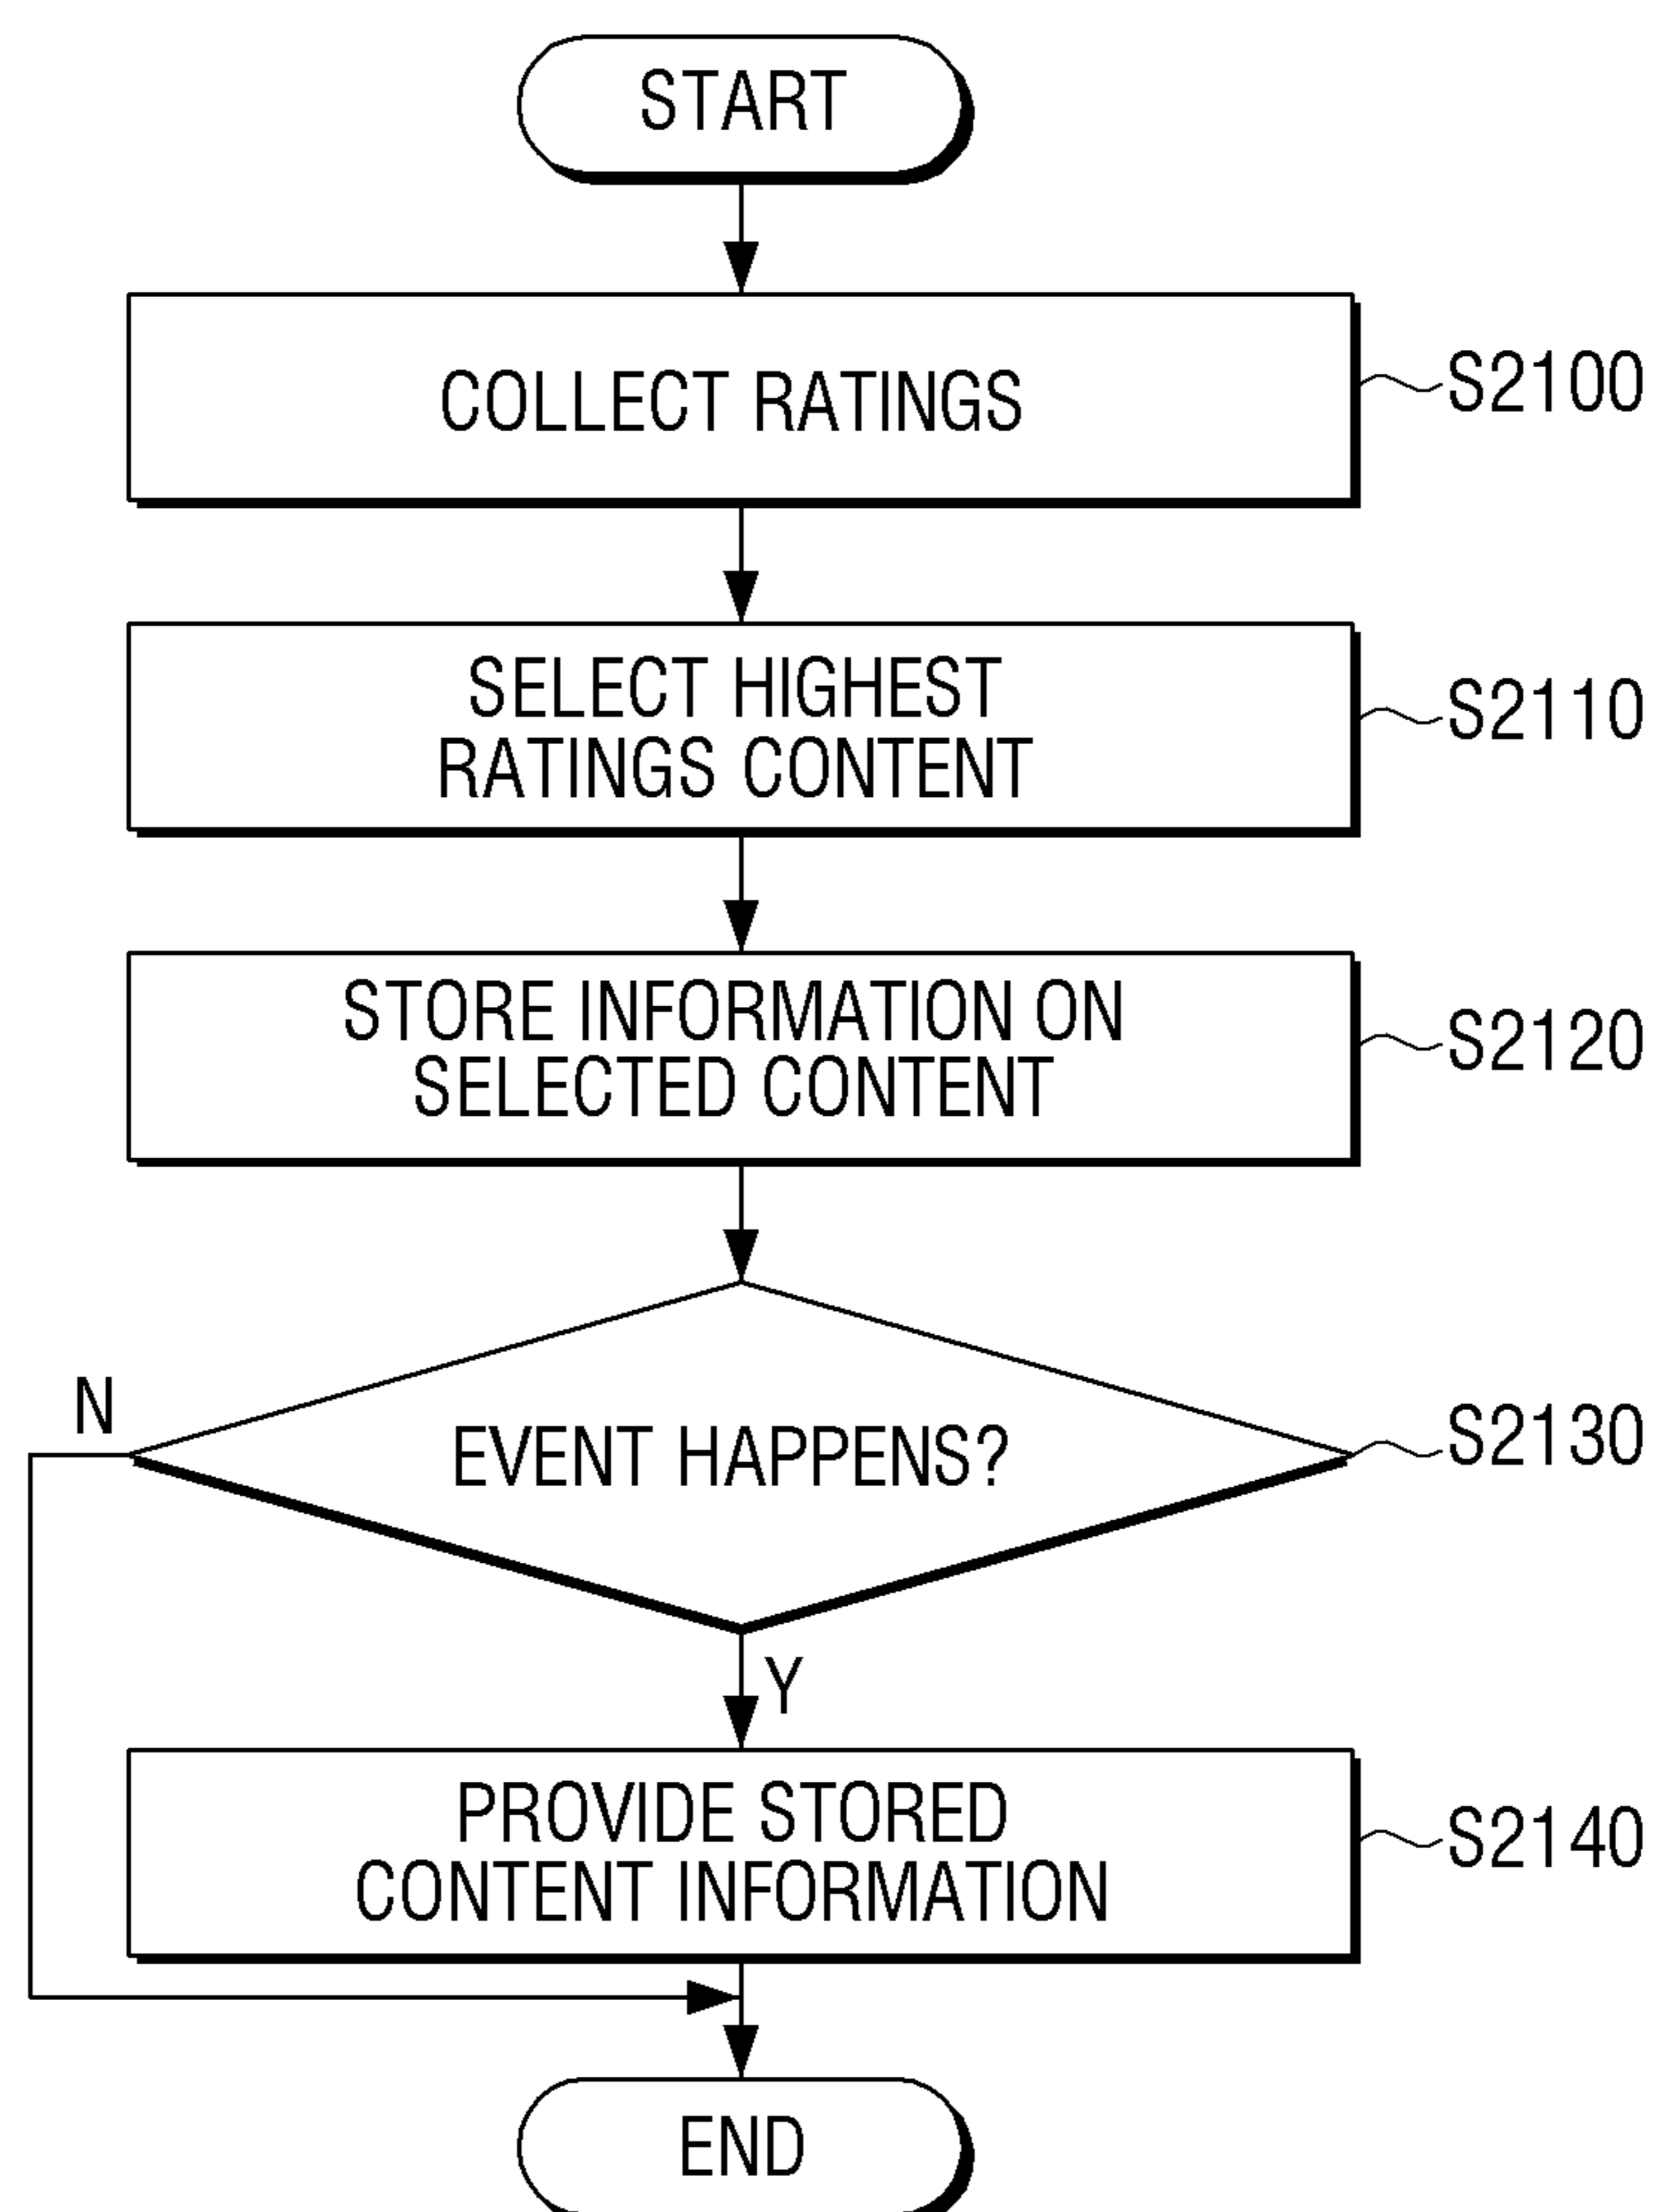 START
COLLECT RATINGS
S2100
SELECT HIGHEST
RATINGS CONTENT
S2110
STORE INFORMATION ON
SELECTED CONTENT
S2120
N
EVENT HAPPENS?
S2130
Y
PROVIDE STORED
CONTENT INFORMATION
S2140
END